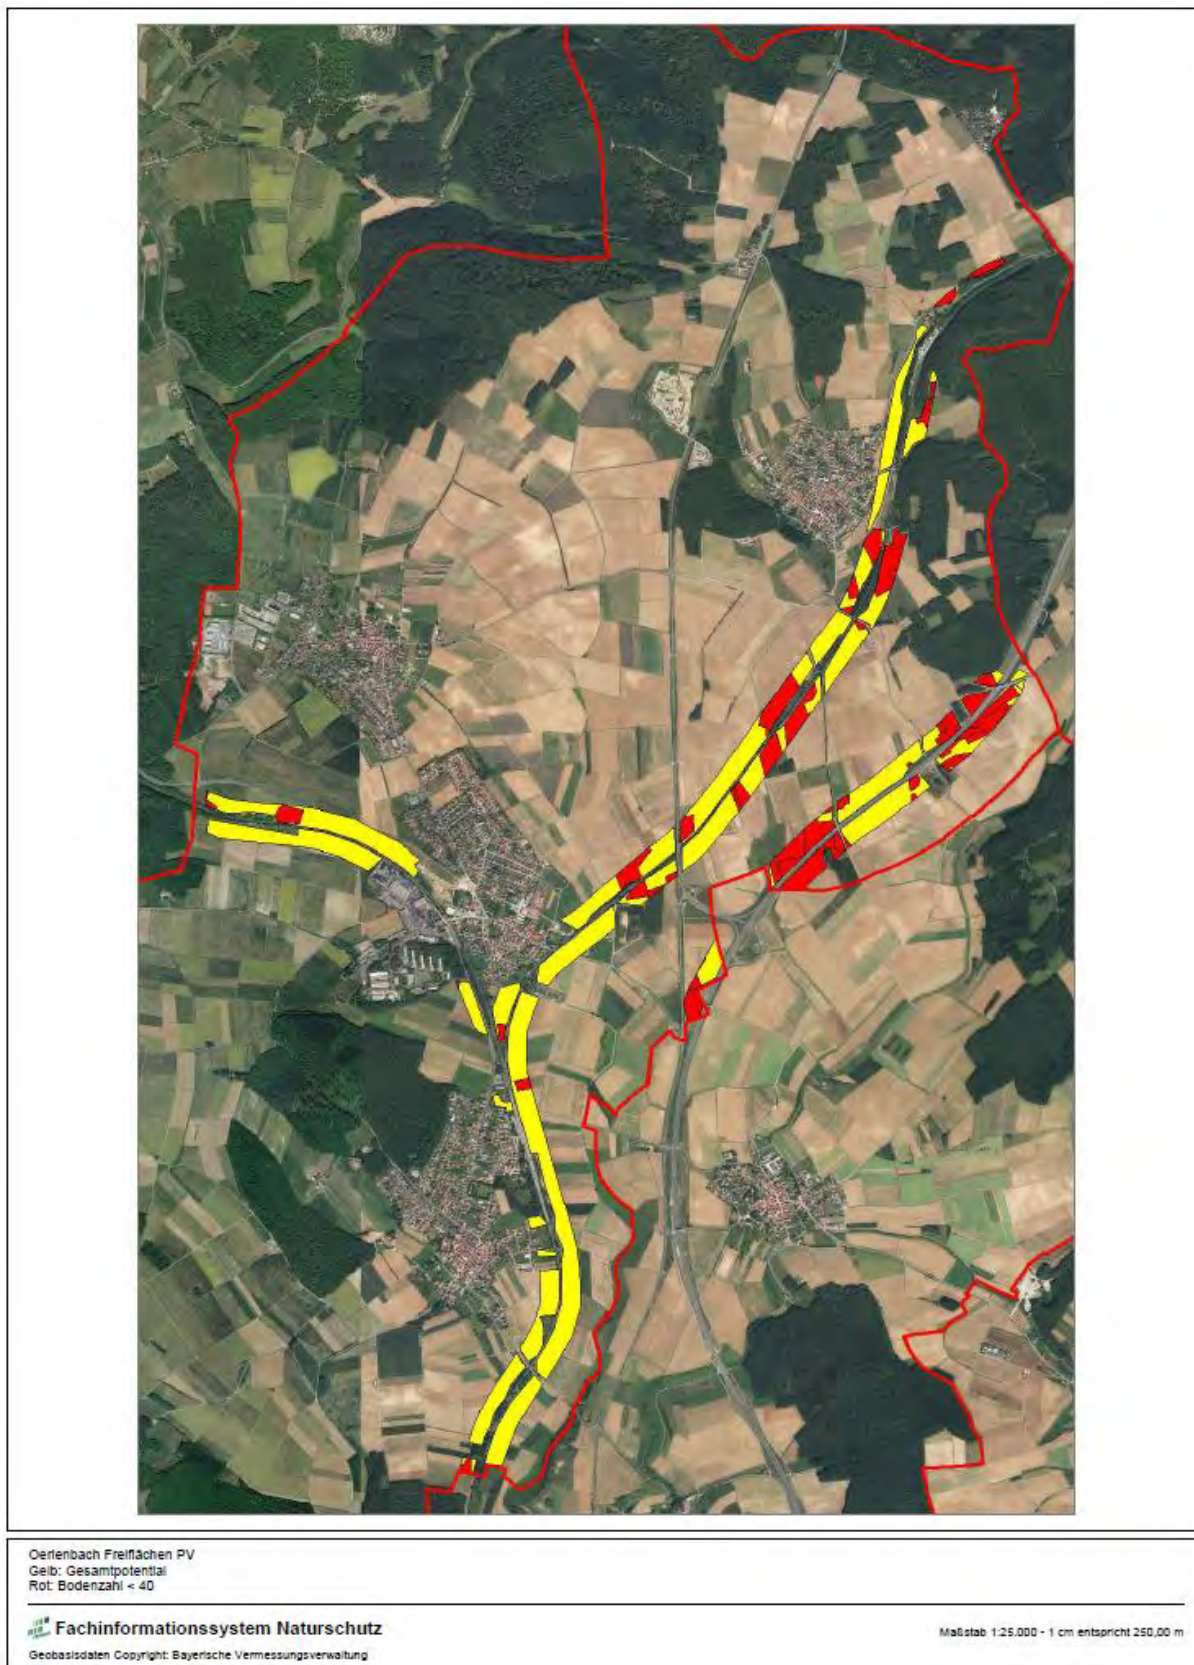 Oerlenbach Freiflächen PV
Gelb: Gesamtpotential
Rot: Bodenzahl < 40
Fachinformationssystem Naturschutz
Maßstab 1:25.000 - 1 cm entspricht 250,00 m
Geobasisdaten Copyright: Bayerische Vermessungsverwaltung